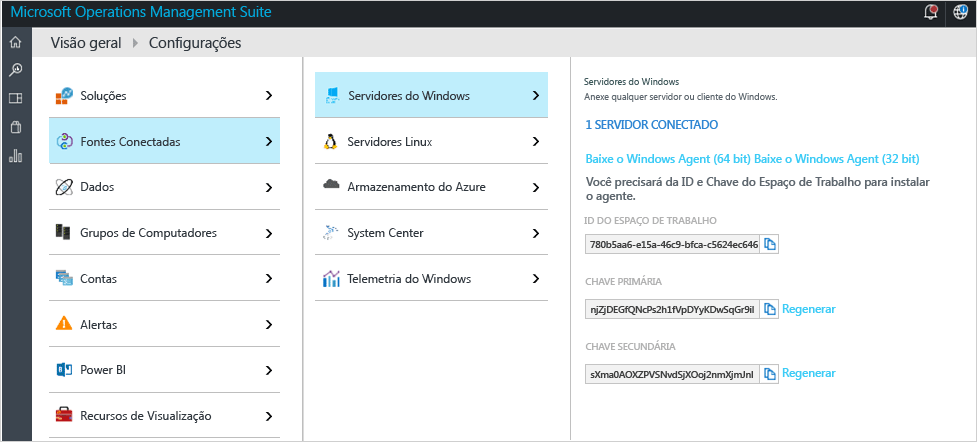 Microsoft Operations Management Suite
Visão geral
Configurações
Soluções
Fontes Conectadas
Dados
Grupos de Computadores
Contas
Alertas
Power BI
Recursos de Visualização
Servidores do Windows
Servidores Linux
Armazenamento do Azure
System Center
Telemetria do Windows
Servidores do Windows
Anexe qualquer servidor ou cliente do Windows.
1 SERVIDOR CONECTADO
Baixe o Windows Agent (64 bit) Baixe o Windows Agent (32 bit)
Você precisará da ID e Chave do Espaço de Trabalho para instalar
o agente.
ID DO ESPAÇO DE TRABALHO
780b5aa6-e15a-46c9-bfca-c5624ec646
CHAVE PRIMÁRIA
njZjDEGfQNcPs2h1fVpDYyKDwSqGr9il
Regenerar
CHAVE SECUNDÁRIA
sXma0AOXZPVSNvdSjXOoj2nmXjmJnl
Regenerar